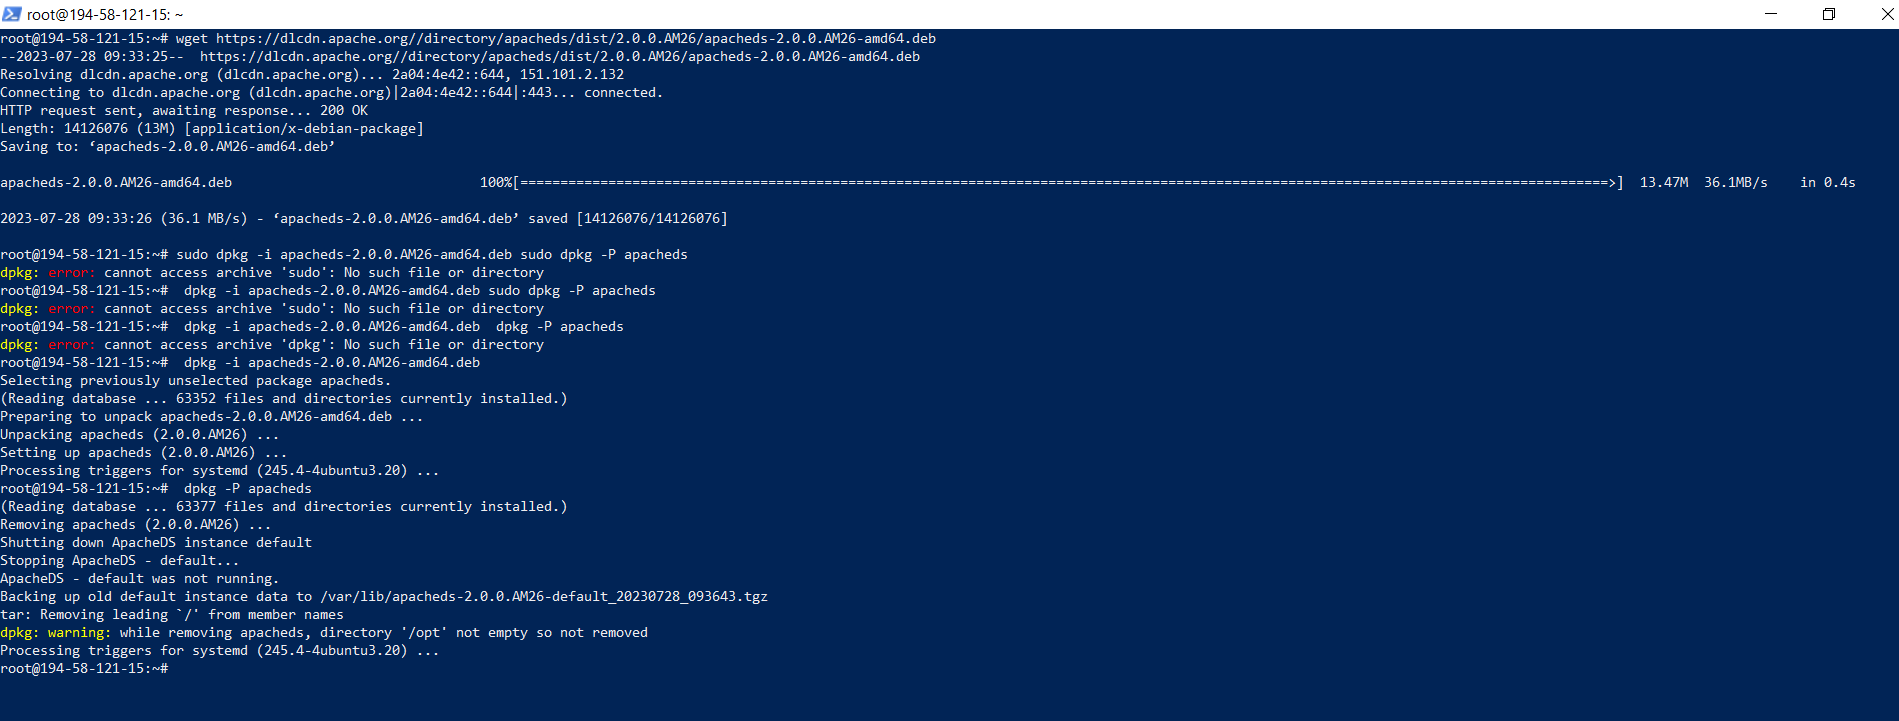 root@194-58-121-15: ~
root@194-58-121-15:~# wget https://dlcdn.apache.org//directory/apacheds/dist/2.0.0.AM26/apacheds-2.0.0.AM26-amd64.deb
--2023-07-28 09:33:25--  https://dlcdn.apache.org//directory/apacheds/dist/2.0.0.AM26/apacheds-2.0.0.AM26-amd64.deb
Resolving dlcdn.apache.org (dlcdn.apache.org)... 2a04:4e42::644, 151.101.2.132
Connecting to dlcdn.apache.org (dlcdn.apache.org)|2a04:4e42::644|:443... connected.
HTTP request sent, awaiting response... 200 OK
Length: 14126076 (13M) [application/x-debian-package]
Saving to: ‘apacheds-2.0.0.AM26-amd64.deb’
apacheds-2.0.0.AM26-amd64.deb 100%[========================================================================================================================================>] 13.47M 36.1MB/s in 0.4s
2023-07-28 09:33:26 (36.1 MB/s) - ‘apacheds-2.0.0.AM26-amd64.deb’ saved [14126076/14126076]
root@194-58-121-15:~# sudo dpkg -i apacheds-2.0.0.AM26-amd64.deb sudo dpkg -P apacheds
dpkg: error: cannot access archive 'sudo': No such file or directory
root@194-58-121-15:~#  dpkg -i apacheds-2.0.0.AM26-amd64.deb sudo dpkg -P apacheds
dpkg: error: cannot access archive 'sudo': No such file or directory
root@194-58-121-15:~#  dpkg -i apacheds-2.0.0.AM26-amd64.deb  dpkg -P apacheds
dpkg: error: cannot access archive 'dpkg': No such file or directory
root@194-58-121-15:~#  dpkg -i apacheds-2.0.0.AM26-amd64.deb
Selecting previously unselected package apacheds.
(Reading database ... 63352 files and directories currently installed.)
Preparing to unpack apacheds-2.0.0.AM26-amd64.deb ...
Unpacking apacheds (2.0.0.AM26) ...
Setting up apacheds (2.0.0.AM26) ...
Processing triggers for systemd (245.4-4ubuntu3.20) ...
root@194-58-121-15:~#  dpkg -P apacheds
(Reading database ... 63377 files and directories currently installed.)
Removing apacheds (2.0.0.AM26) ...
Shutting down ApacheDS instance default
Stopping ApacheDS - default...
ApacheDS - default was not running.
Backing up old default instance data to /var/lib/apacheds-2.0.0.AM26-default_20230728_093643.tgz
tar: Removing leading `/' from member names
dpkg: warning: while removing apacheds, directory '/opt' not empty so not removed
Processing triggers for systemd (245.4-4ubuntu3.20) ...
root@194-58-121-15:~#